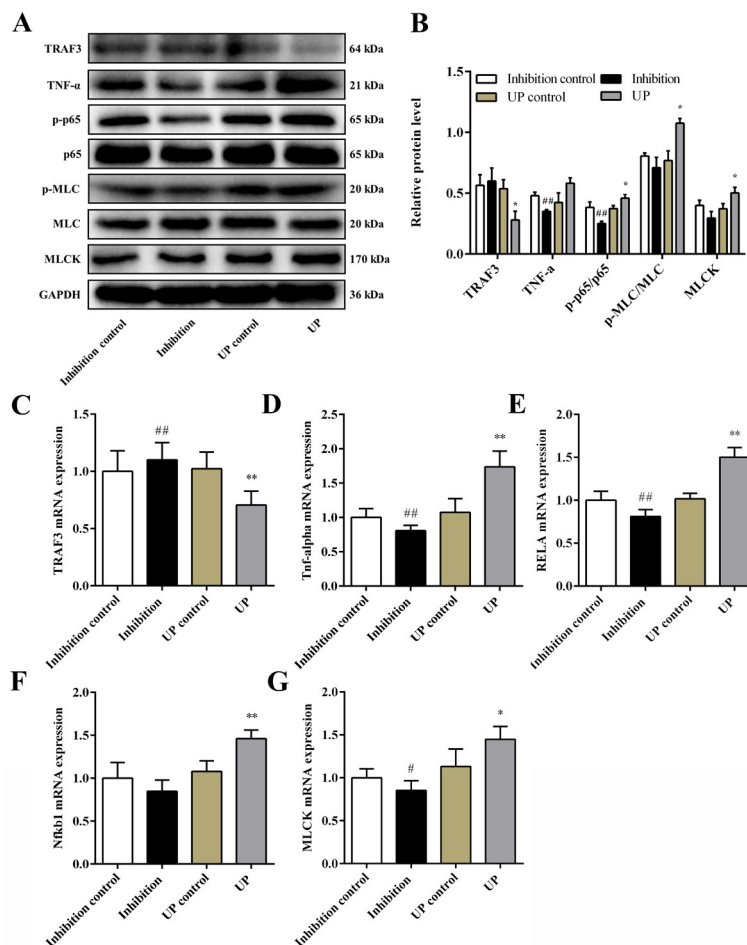 A
TRAF3 64 kDa
TNF-α 21 kDa
p-p65 65 kDa
p65 65 kDa
p-MLC 20 kDa
MLC 20 kDa
MLCK 170 kDa
GAPDH 36 kDa
Inhibition control Inhibition UP control UP
B
Relative protein level
1.5
1.0
0.5
0.0
Inhibition control Inhibition
UP control UP
*
##
##
*
*
*
TRAF3 TNF-a p-p65/p65 p-MLC/MLC MLCK
C
TRAF3 mRNA expression
1.5
1.0
0.5
0.0
##
**
Inhibition control Inhibition UP control UP
D
Tnf-alpha mRNA expression
2.5
2.0
1.5
1.0
0.5
0.0
##
**
Inhibition control Inhibition UP control UP
E
RELA mRNA expression
2.0
1.5
1.0
0.5
0.0
##
**
Inhibition control Inhibition UP control UP
F
Nfkb1 mRNA expression
2.0
1.5
1.0
0.5
0.0
**
Inhibition control Inhibition UP control UP
G
MLCK mRNA expression
2.0
1.5
1.0
0.5
0.0
#
*
Inhibition control Inhibition UP control UP